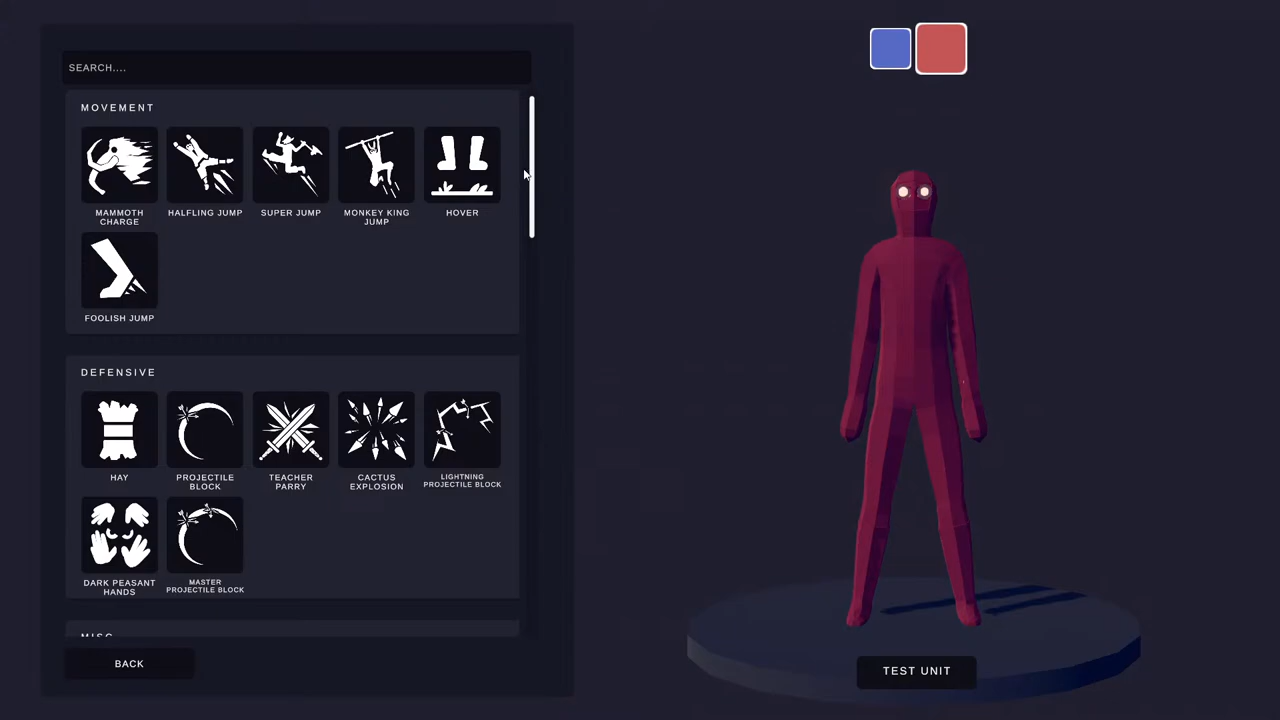 SEARCH....
MOVEMENT
MAMMOTH
CHARGE
HALFLING JUMP
SUPER JUMP
MONKEY KING
JUMP
HOVER
FOOLISH JUMP
DEFENSIVE
HAY
PROJECTILE
BLOCK
TEACHER
PARRY
CACTUS
EXPLOSION
LIGHTNING
PROJECTILE BLOCK
DARK PEASANT
HANDS
MASTER
PROJECTILE BLOCK
MISC
BACK
TEST UNIT